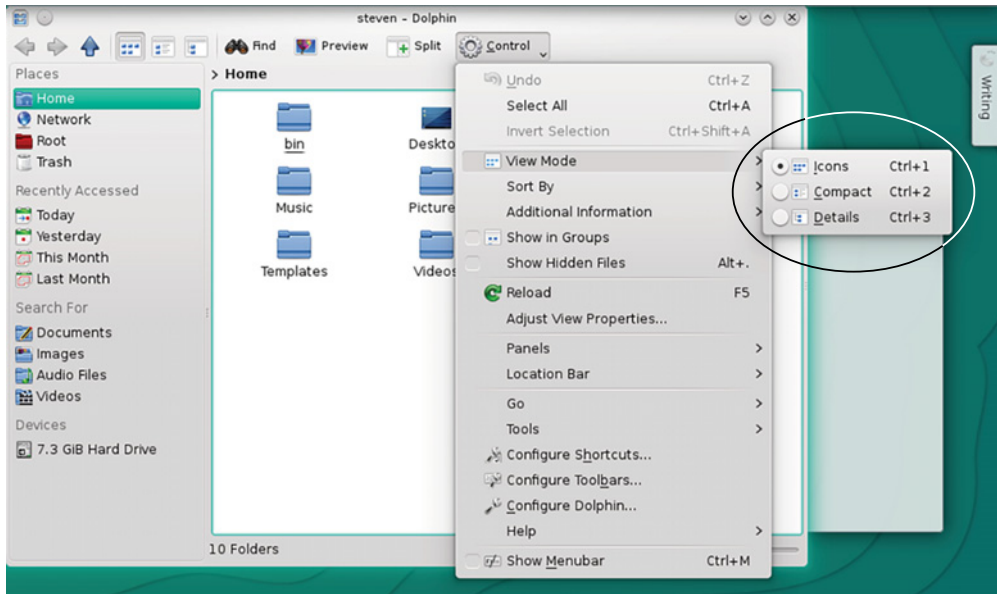 steven - Dolphin
Find Preview Split Control
Places
Home
Network
Root
Trash
Recently Accessed
Today
Yesterday
This Month
Last Month
Search For
Documents
Images
Audio Files
Videos
Devices
7.3 GiB Hard Drive
> Home
bin Deskto
Music Picture
Templates Videos
10 Folders
Undo Ctrl+Z
Select All Ctrl+A
Invert Selection Ctrl+Shift+A
View Mode >
Sort By >
Additional Information >
Show in Groups
Show Hidden Files Alt+.
Reload F5
Adjust View Properties...
Panels >
Location Bar >
Go >
Tools >
Configure Shortcuts...
Configure Toolbars...
Configure Dolphin...
Help >
Show Menubar Ctrl+M
Icons Ctrl+1
Compact Ctrl+2
Details Ctrl+3
Writing